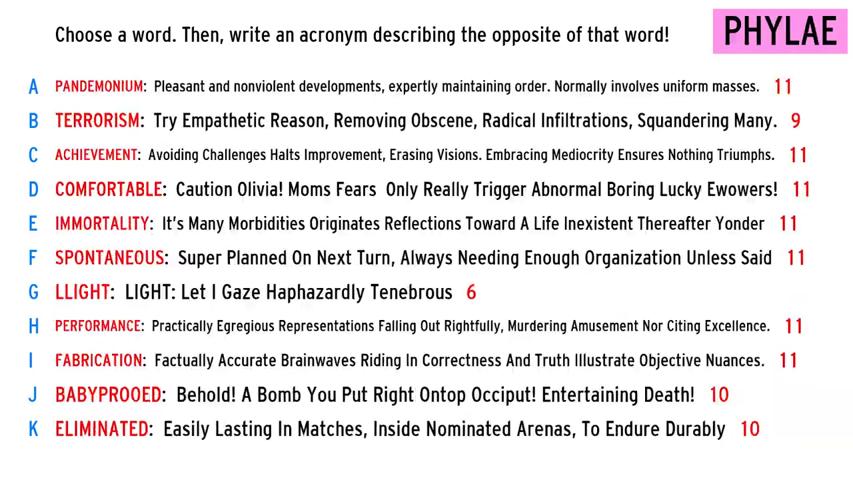 Choose a word. Then, write an acronym describing the opposite of that word! PHYLAE
A PANDEMONIUM: Pleasant and nonviolent developments, expertly maintaining order. Normally involves uniform masses. 11
B TERRORISM: Try Empathetic Reason, Removing Obscene, Radical Infiltrations, Squandering Many. 9
C ACHIEVEMENT: Avoiding Challenges Halts Improvement, Erasing Visions. Embracing Mediocrity Ensures Nothing Triumphs. 11
D COMFORTABLE: Caution Olivia! Moms Fears Only Really Trigger Abnormal Boring Lucky Ewowers! 11
E IMMORTALITY: It's Many Morbidities Originates Reflections Toward A Life Inexistent Thereafter Yonder 11
F SPONTANEOUS: Super Planned On Next Turn, Always Needing Enough Organization Unless Said 11
G LLIGHT: LIGHT: Let I Gaze Haphazardly Tenebrous 6
H PERFORMANCE: Practically Egregious Representations Falling Out Rightfully, Murdering Amusement Nor Citing Excellence. 11
I FABRICATION: Factually Accurate Brainwaves Riding In Correctness And Truth Illustrate Objective Nuances. 11
J BABYPROOED: Behold! A Bomb You Put Right Ontop Occiput! Entertaining Death! 10
K ELIMINATED: Easily Lasting In Matches, Inside Nominated Arenas, To Endure Durably 10